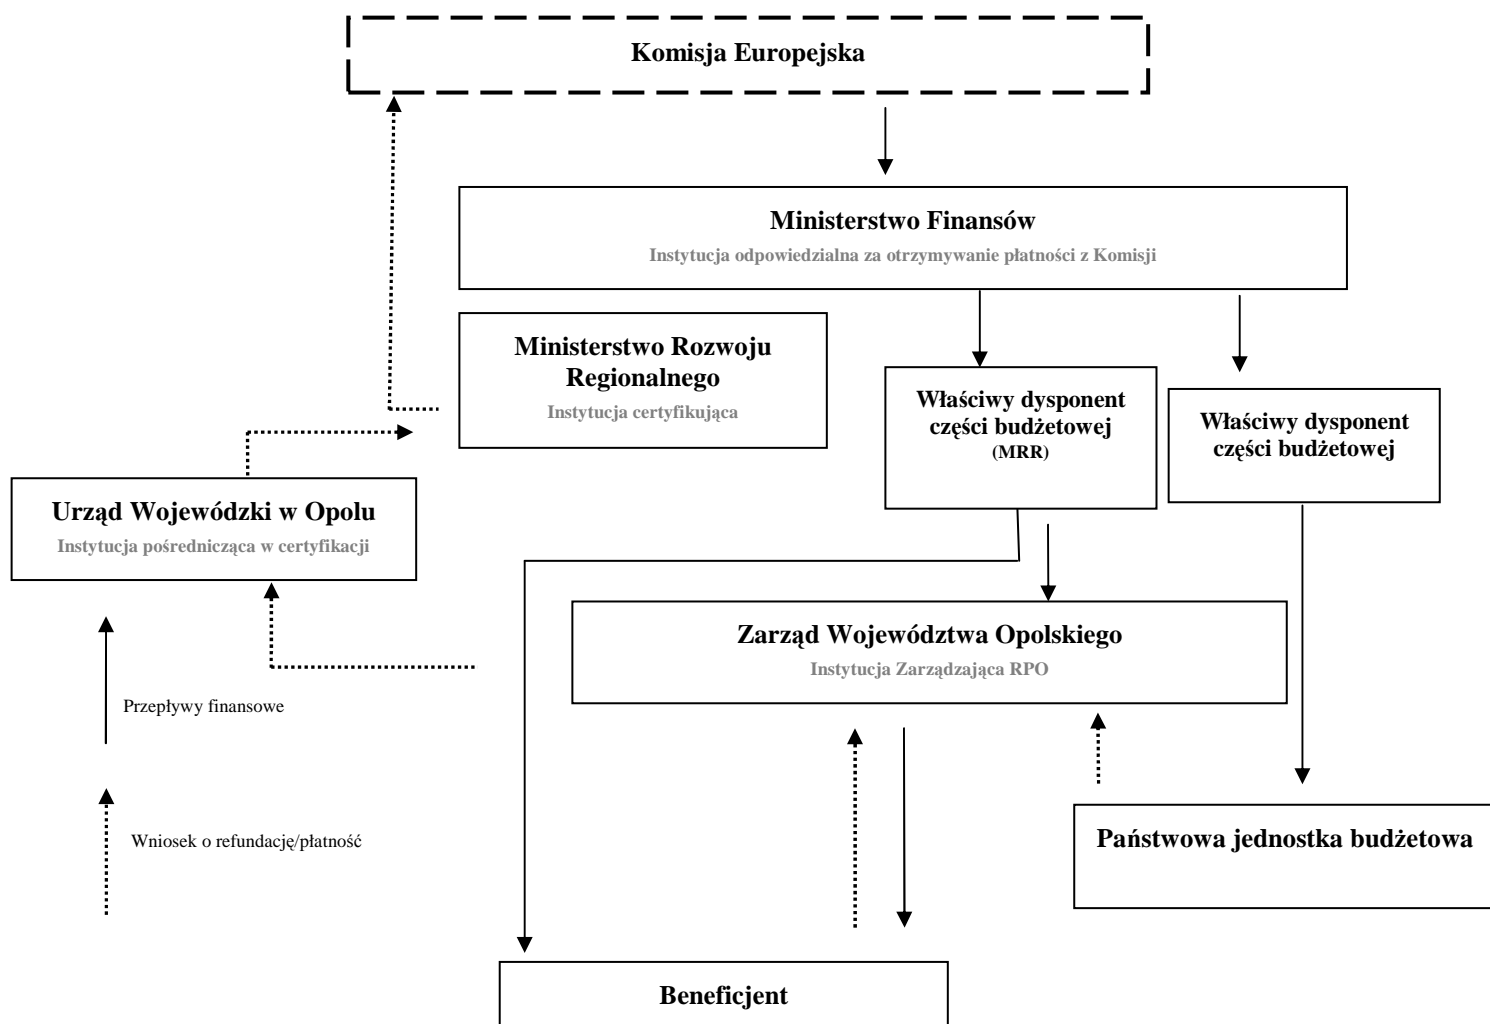 Komisja Europejska
Ministerstwo Finansów
Instytucja odpowiedzialna za otrzymywanie płatności z Komisji
Ministerstwo Rozwoju
Regionalnego
Instytucja certyfikująca
Właściwy dysponent
części budżetowej
(MRR)
Właściwy dysponent
części budżetowej
Urząd Wojewódzki w Opolu
Instytucja pośrednicząca w certyfikacji
Zarząd Województwa Opolskiego
Instytucja Zarządzająca RPO
Przepływy finansowe
Wniosek o refundację/płatność
Państwowa jednostka budżetowa
Beneficjent